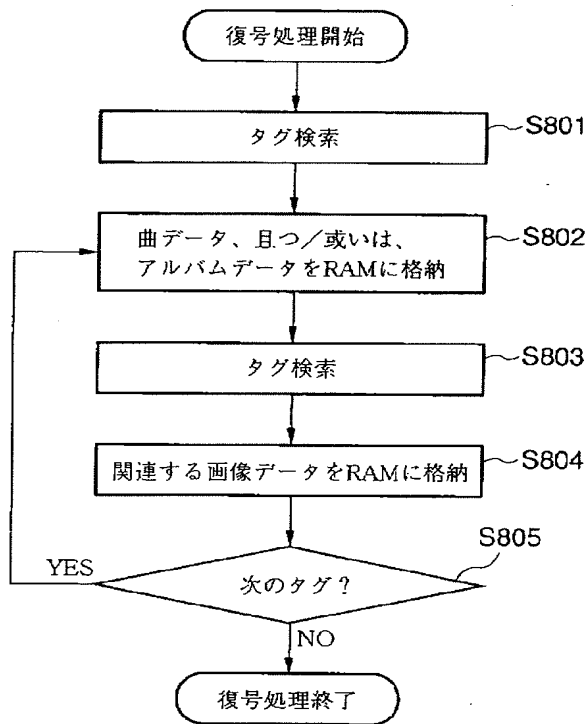 復号処理開始
タグ検索
S801
曲データ、且つ／或いは、
アルバムデータをRAMに格納
S802
タグ検索
S803
関連する画像データをRAMに格納
S804
次のタグ？
S805
YES
NO
復号処理終了